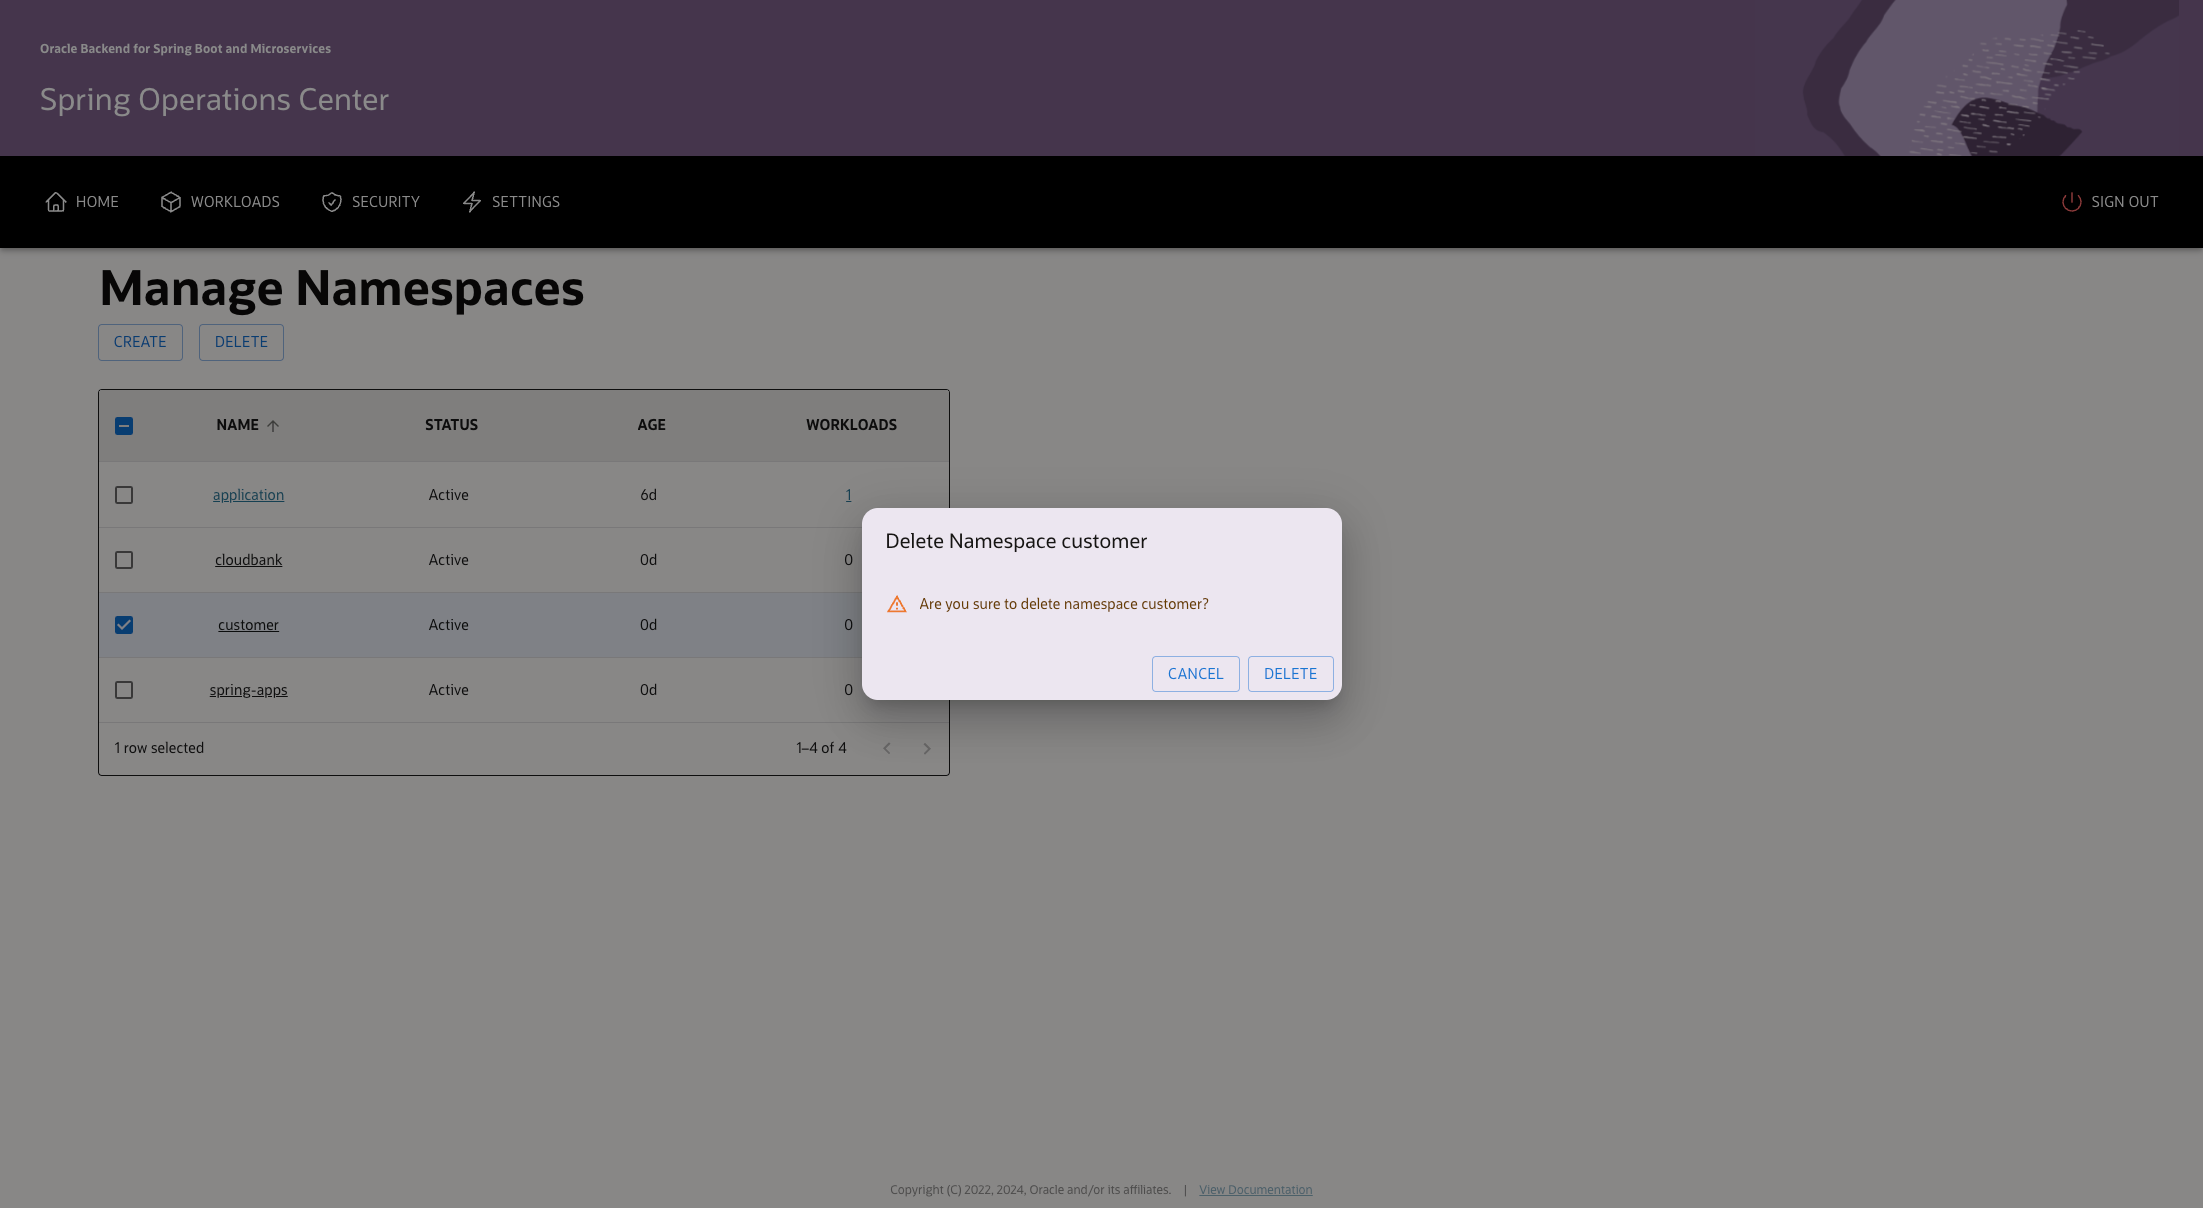 Oracle Backend for Spring Boot and Microservices
Spring Operations Center
HOME WORKLOADS SECURITY SETTINGS SIGN OUT
Manage Namespaces
CREATE DELETE
NAME STATUS AGE WORKLOADS
application Active 6d 1
cloudbank Active 0d 0
customer Active 0d 0
spring-apps Active 0d 0
1 row selected 1–4 of 4
Delete Namespace customer
Are you sure to delete namespace customer?
CANCEL DELETE
Copyright (C) 2022, 2024, Oracle and/or its affiliates. | View Documentation